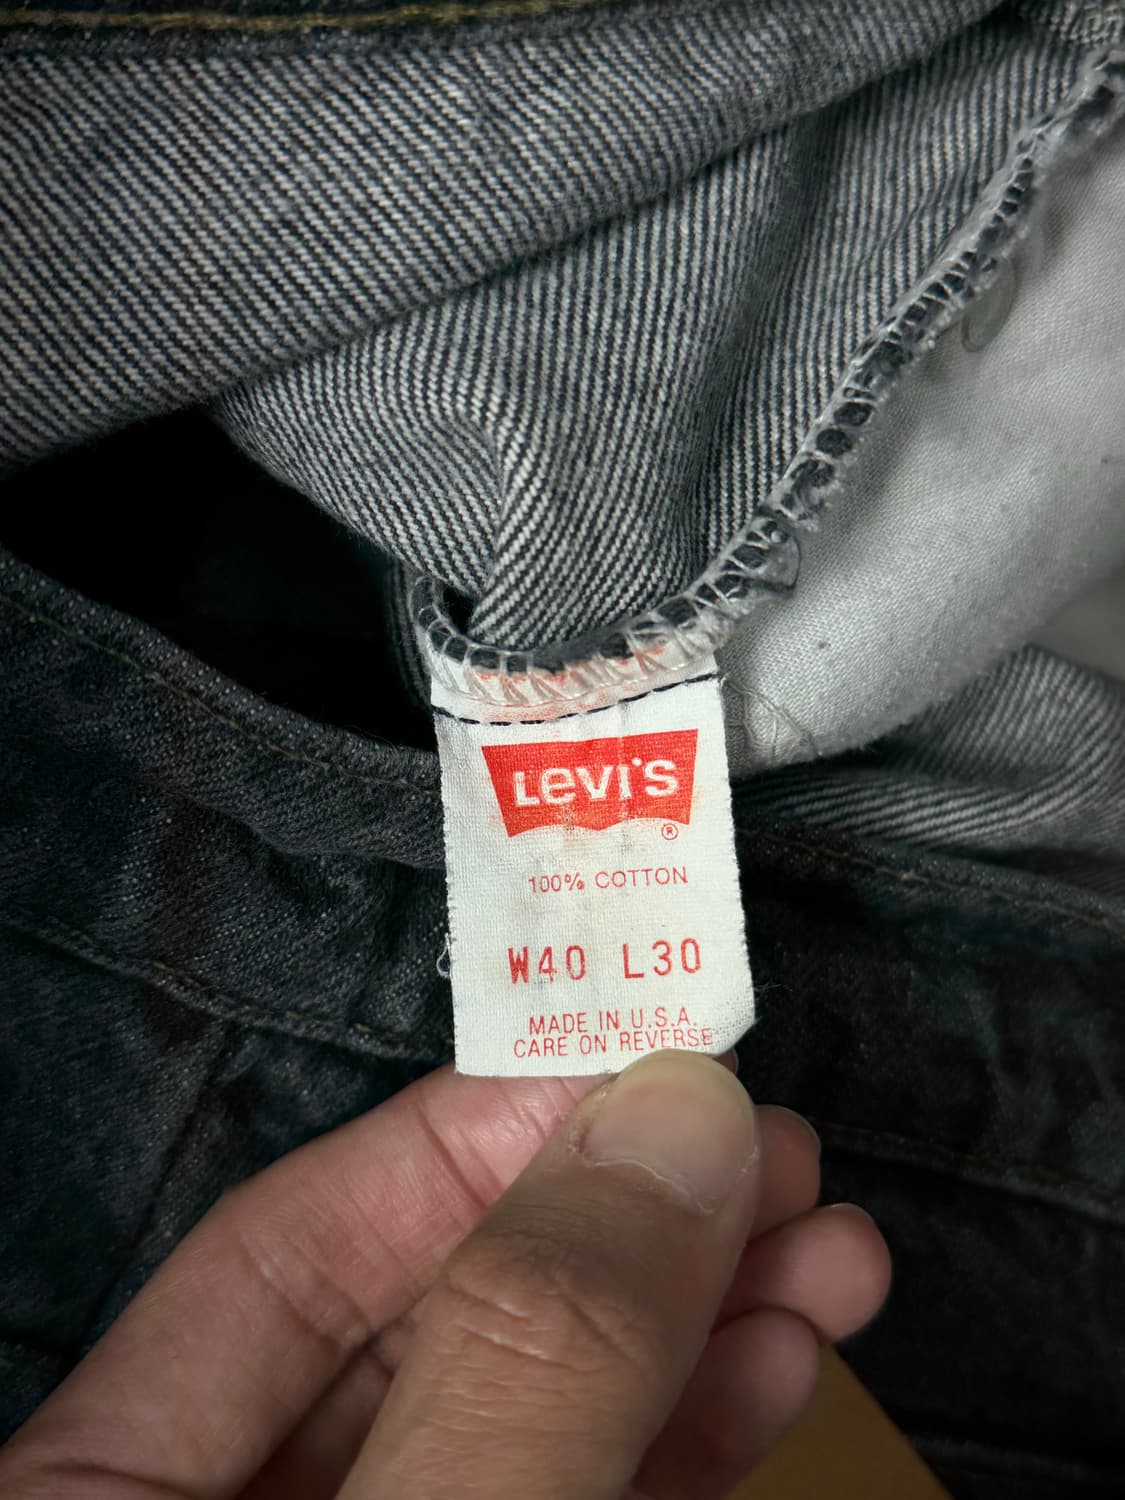 LEVI'S
®
100% COTTON
W40 L30
MADE IN U.S.A.
CARE ON REVERSE